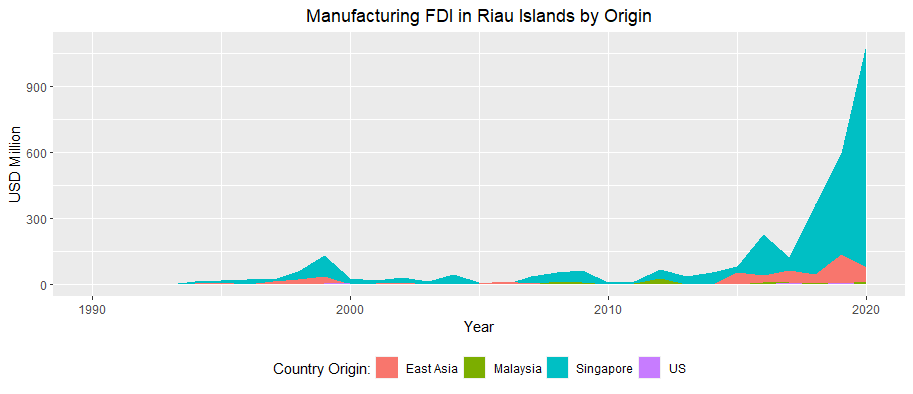 Manufacturing FDI in Riau Islands by Origin
USD Million
900
600
300
0
1990 2000 2010 2020
Year
Country Origin: East Asia Malaysia Singapore US